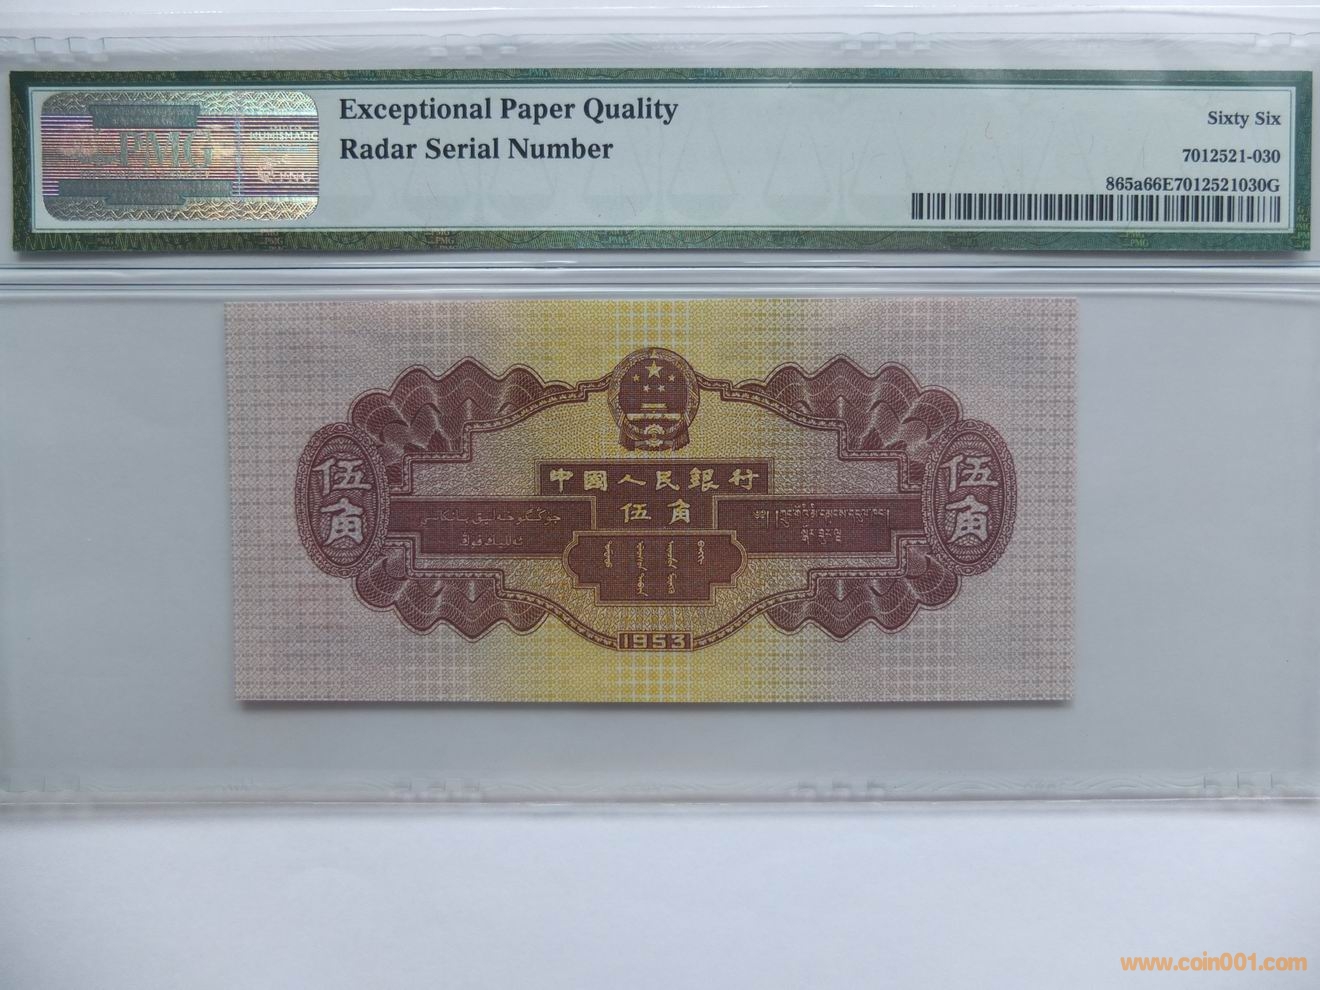 Exceptional Paper Quality
Radar Serial Number
Sixty Six
7012521-030
865a66E7012521030G
PMG
伍角
中國人民銀行
伍角
伍角
1953
www.coin001.com